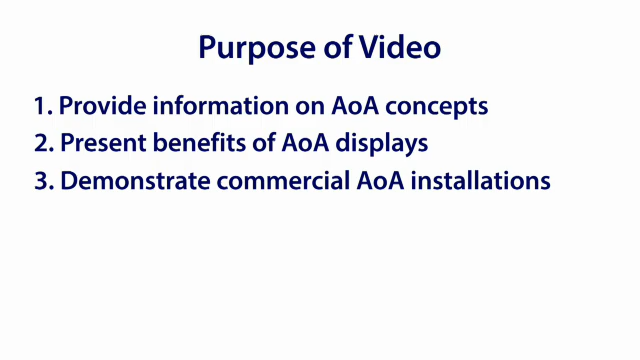 Purpose of Video
1. Provide information on AoA concepts
2. Present benefits of AoA displays
3. Demonstrate commercial AoA installations